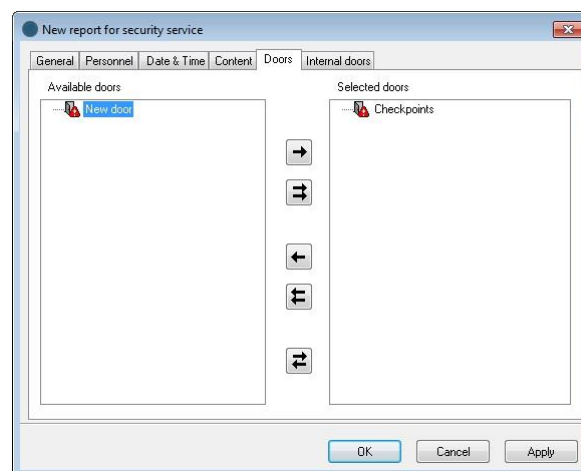 New report for security service
General Personnel Date & Time Content Doors Internal doors
Available doors Selected doors
New door Checkpoints
OK Cancel Apply